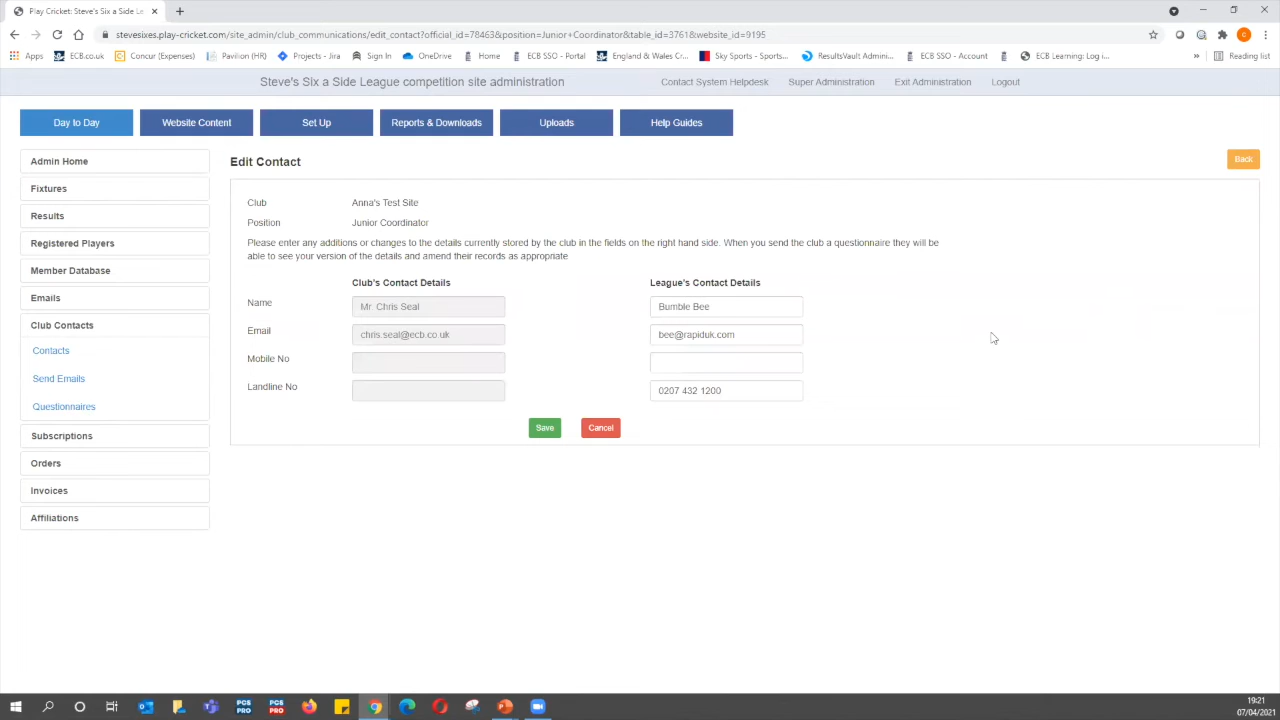 Play Cricket: Steve's Six a Side Le
stevesixes.play-cricket.com/site_admin/club_communications/edit_contact?official_id=78463&position=Junior+Coordinator&table_id=3761&website_id=9195
Apps ECB.co.uk Concur (Expenses) Pavilion (HR) Projects - Jira Sign In OneDrive Home ECB SSO - Portal England & Wales Cr... Sky Sports - Sports... ResultsVault Admini... ECB SSO - Account ECB Learning: Log i... » Reading list
Steve's Six a Side League competition site administration Contact System Helpdesk Super Administration Exit Administration Logout
Day to Day Website Content Set Up Reports & Downloads Uploads Help Guides
Admin Home
Fixtures
Results
Registered Players
Member Database
Emails
Club Contacts
Contacts
Send Emails
Questionnaires
Subscriptions
Orders
Invoices
Affiliations
Edit Contact
Back
Club Anna's Test Site
Position Junior Coordinator
Please enter any additions or changes to the details currently stored by the club in the fields on the right hand side. When you send the club a questionnaire they will be
able to see your version of the details and amend their records as appropriate
Club's Contact Details League's Contact Details
Name Mr. Chris Seal Bumble Bee
Email chris.seal@ecb.co.uk bee@rapiduk.com
Mobile No
Landline No 0207 432 1200
Save Cancel
PCS PRO PCS PRO
19:21
07/04/2021